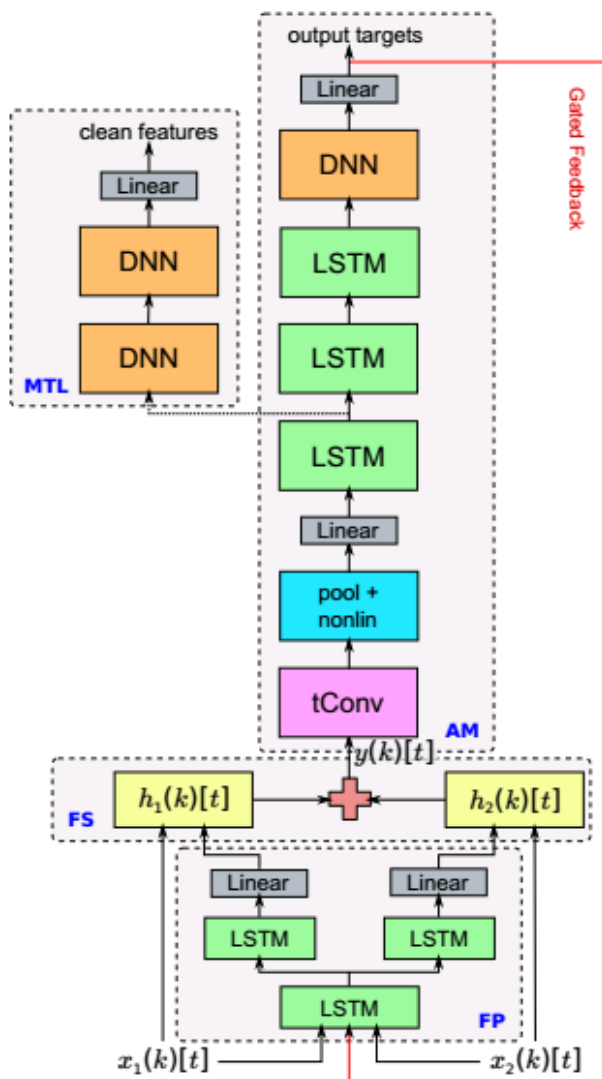 output targets
Linear
DNN
LSTM
LSTM
LSTM
Linear
pool +
nonlin
tConv
AM
Gated Feedback
clean features
Linear
DNN
DNN
MTL
y(k)[t]
h₁(k)[t]
h₂(k)[t]
FS
Linear
Linear
LSTM
LSTM
LSTM
FP
x₁(k)[t]
x₂(k)[t]